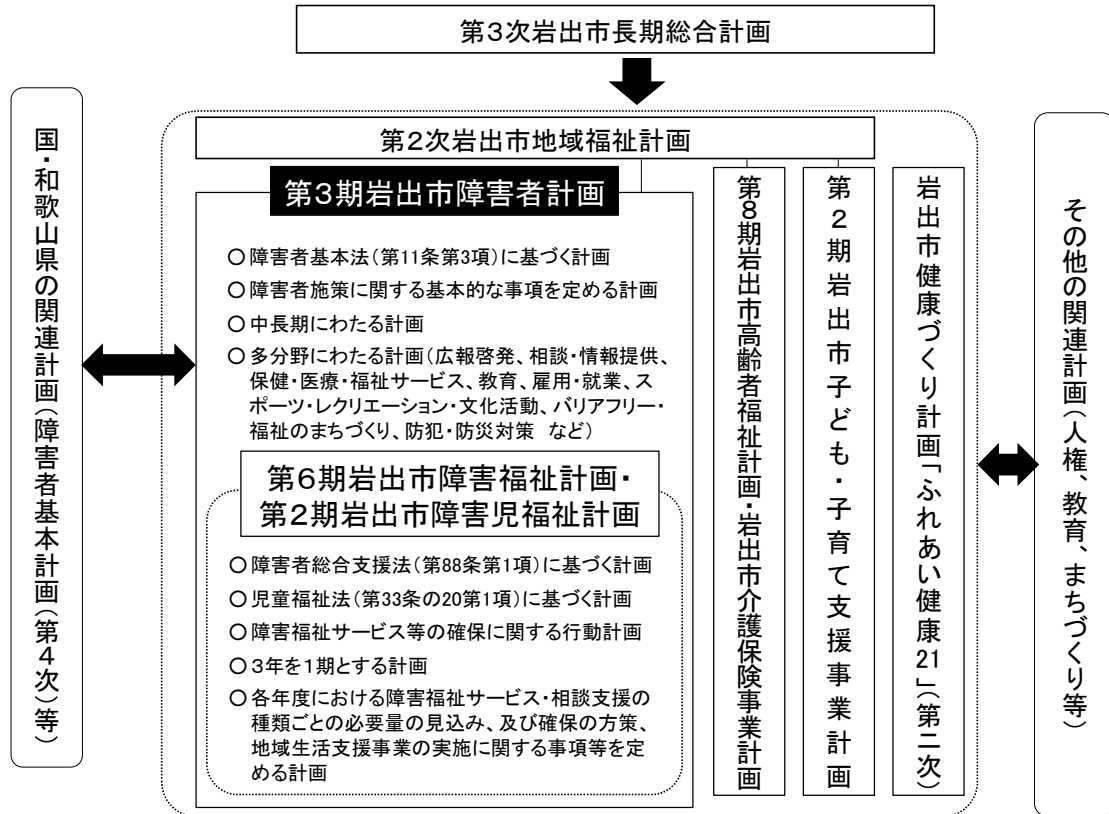 第3次岩出市長期総合計画
国・和歌山県の関連計画(障害者基本計画(第4次)等)
第2次岩出市地域福祉計画
第3期岩出市障害者計画
○障害者基本法(第11条第3項)に基づく計画
○障害者施策に関する基本的な事項を定める計画
○中長期にわたる計画
○多分野にわたる計画(広報啓発、相談・情報提供、
保健・医療・福祉サービス、教育、雇用・就業、ス
ポーツ・レクリエーション・文化活動、バリアフリー・
福祉のまちづくり、防犯・防災対策 など)
第6期岩出市障害福祉計画・
第2期岩出市障害児福祉計画
○障害者総合支援法(第88条第1項)に基づく計画
○児童福祉法(第33条の20第1項)に基づく計画
○障害福祉サービス等の確保に関する行動計画
○3年を1期とする計画
○各年度における障害福祉サービス・相談支援の
種類ごとの必要量の見込み、及び確保の方策、
地域生活支援事業の実施に関する事項等を定
める計画
第8期岩出市高齢者福祉計画・岩出市介護保険事業計画
第2期岩出市子ども・子育て支援事業計画
岩出市健康づくり計画「ふれあい健康21」(第二次)
その他の関連計画(人権、教育、まちづくり等)